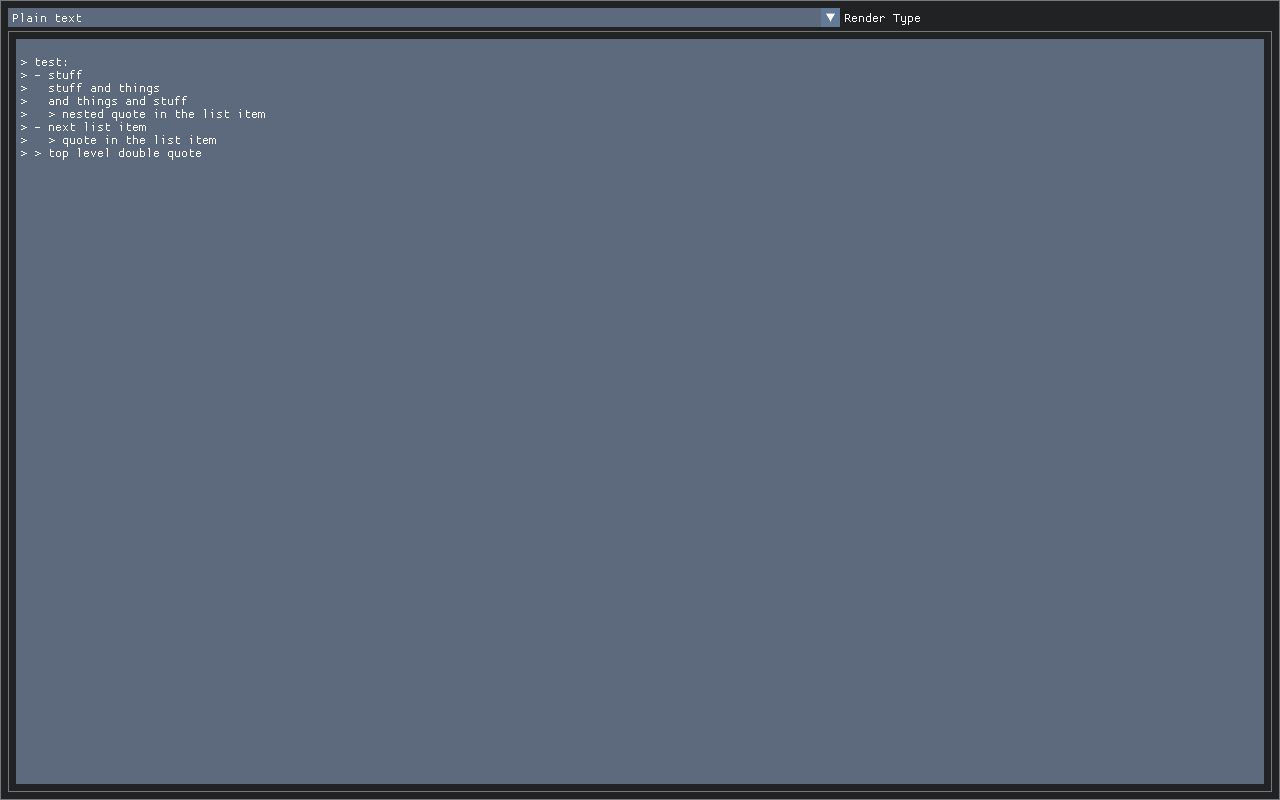 Plain text
Render Type
> test:
> - stuff
>   stuff and things
>   and things and stuff
>   > nested quote in the list item
> - next list item
>   > quote in the list item
> > top level double quote